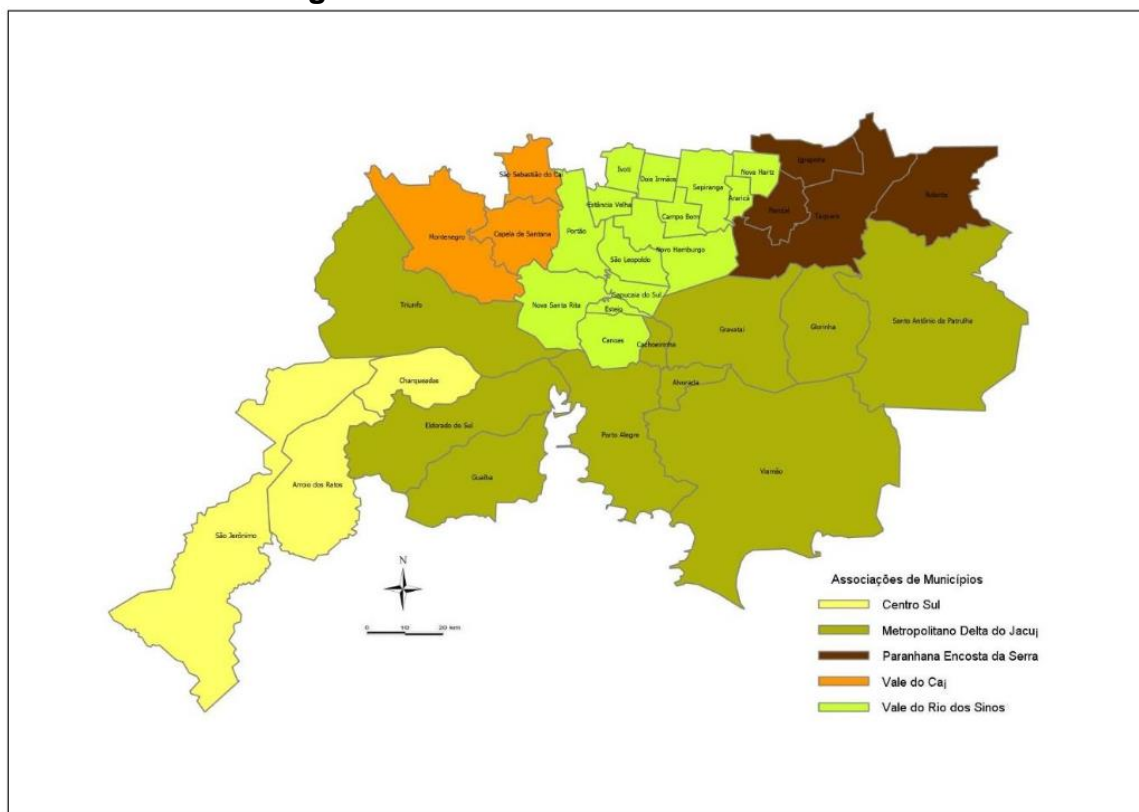 g
São Sebastião do Caí
Ivoti
Dois Irmãos
Sapiranga
Nova Hartz
Igrejinha
Rolante
Estância Velha
Araricá
Parobé
Montenegro
Capela de Santana
Portão
Campo Bom
Taquara
Novo Hamburgo
São Leopoldo
Triunfo
Nova Santa Rita
Sapucaia do Sul
Esteio
Canoas
Cachoeirinha
Gravataí
Glorinha
Santo Antônio da Patrulha
Charqueadas
Alvorada
Eldorado do Sul
Porto Alegre
Viamão
Guaíba
Arroio dos Ratos
São Jerônimo
N
0 10 20 km
Associações de Municípios
Centro Sul
Metropolitano Delta do Jacu¡
Paranhana Encosta da Serra
Vale do Ca¡
Vale do Rio dos Sinos